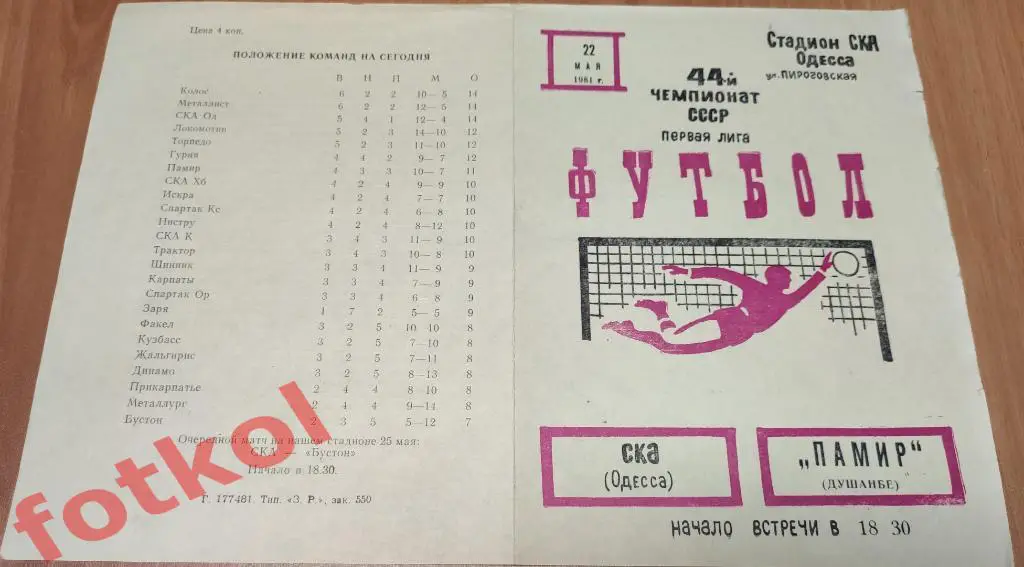 Цена 4 коп.
ПОЛОЖЕНИЕ КОМАНД НА СЕГОДНЯ
В Н П М О
Колос 6 2 2 10—5 14
Металлист 6 2 2 12—5 14
СКА Од 5 4 1 12—4 14
Локомотив 5 2 3 14—10 12
Торпедо 5 2 3 11—10 12
Гурия 4 4 2 9—7 12
Памир 4 3 3 10—7 11
СКА Хб 4 2 4 9—9 10
Искра 4 2 4 7—7 10
Спартак Кс 4 2 4 6—8 10
Нистру 4 2 4 8—12 10
СКА К 3 4 3 11—9 10
Трактор 3 4 3 10—8 10
Шинник 3 3 4 11—9 9
Карпаты 3 3 4 7—9 9
Спартак Ор 3 3 4 6—8 9
Заря 1 7 2 5—5 9
Факел 3 2 5 10—10 8
Кузбасс 3 2 5 7—10 8
Жальгирис 3 2 5 7—11 8
Динамо 3 2 5 8—13 8
Прикарпатье 2 4 4 8—10 8
Металлург 2 4 4 9—14 8
Бустон 2 3 5 5—12 7
Очередной матч на нашем стадионе 25 мая:
СКА — «Бустон»
Начало в 18.30.
Г. 177481. Тип. «З. Р.», зак. 550
fotkol
22
МАЯ
1981 г.
Стадион СКА
Одесса
ул. Пироговская
44-й
ЧЕМПИОНАТ
СССР
первая лига
ФУТБОЛ
СКА
(Одесса)
„ПАМИР"
(ДУШАНБЕ)
НАЧАЛО ВСТРЕЧИ В 18 30